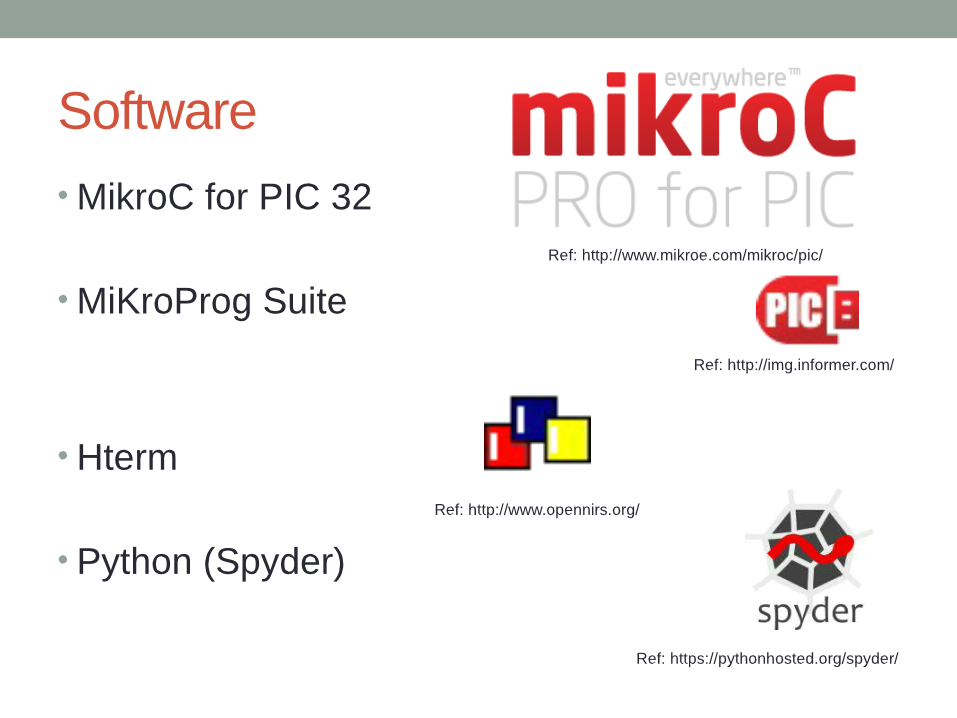 Software
everywhere™
mikroC
PRO for PIC
• MikroC for PIC 32
Ref: http://www.mikroe.com/mikroc/pic/
• MiKroProg Suite
PIC
Ref: http://img.informer.com/
• Hterm
Ref: http://www.opennirs.org/
• Python (Spyder)
spyder
Ref: https://pythonhosted.org/spyder/